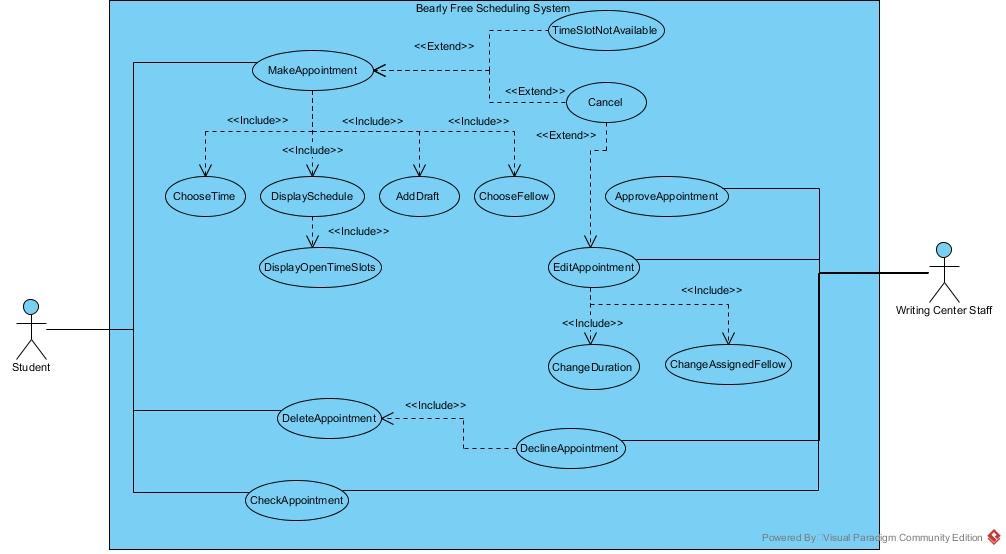 Bearly Free Scheduling System
TimeSlotNotAvailable
<<Extend>>
MakeAppointment
<<Extend>>
Cancel
<<Include>>
<<Include>>
<<Include>>
<<Extend>>
<<Include>>
ChooseTime
DisplaySchedule
AddDraft
ChooseFellow
ApproveAppointment
<<Include>>
DisplayOpenTimeSlots
EditAppointment
<<Include>>
Writing Center Staff
<<Include>>
Student
ChangeDuration
ChangeAssignedFellow
<<Include>>
DeleteAppointment
DeclineAppointment
CheckAppointment
Powered By Visual Paradigm Community Edition